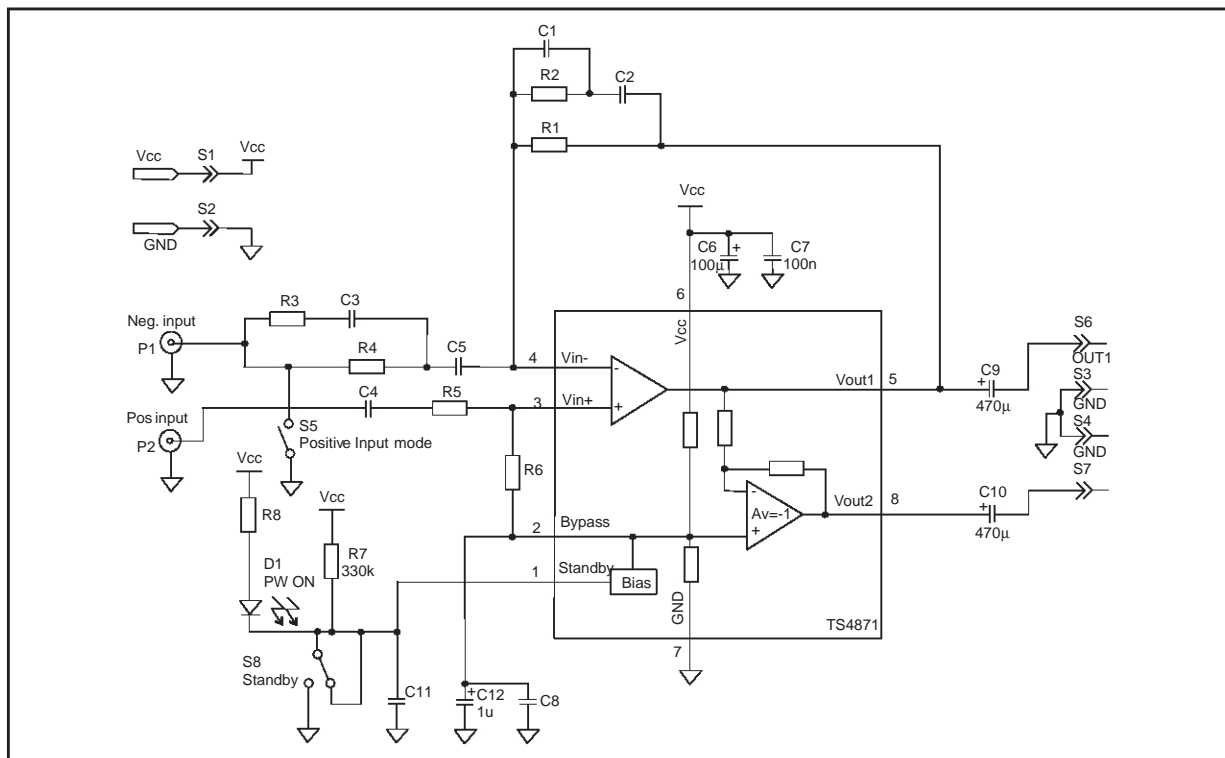 C1
R2
C2
R1
Vcc
S1
Vcc
S2
GND
Vcc
C6
+
100µ
C7
100n
6
Vcc
R3
C3
Neg. input
P1
R4
C5
4
Vin-
-
S6
OUT1
C9
+
470µ
S3
GND
S4
GND
S7
Vout1
5
C4
R5
3
Vin+
+
Pos input
P2
S5
Positive Input mode
R6
Vcc
R8
Vcc
R7
330k
D1
PW ON
2
Bypass
-
Av=-1
+
Vout2
8
C10
+
470µ
1
Standby
Bias
GND
TS4871
7
S8
Standby
C11
+
C12
1u
C8